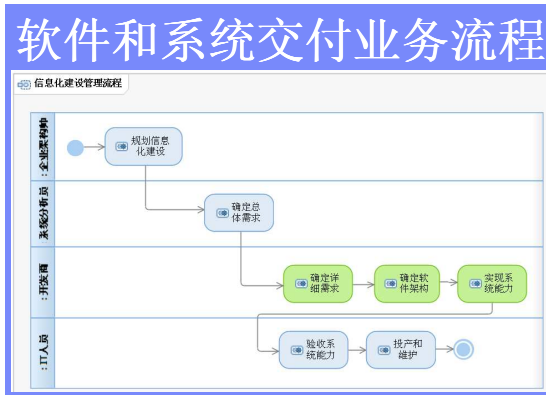 软件和系统交付业务流程
信息化建设管理流程
:企业架构师
规划信息
化建设
系统分析员
确定总
体需求
:开发商
确定详
细需求
确定软
件架构
实现系
统能力
:IT人员
验收系
统能力
投产和
维护